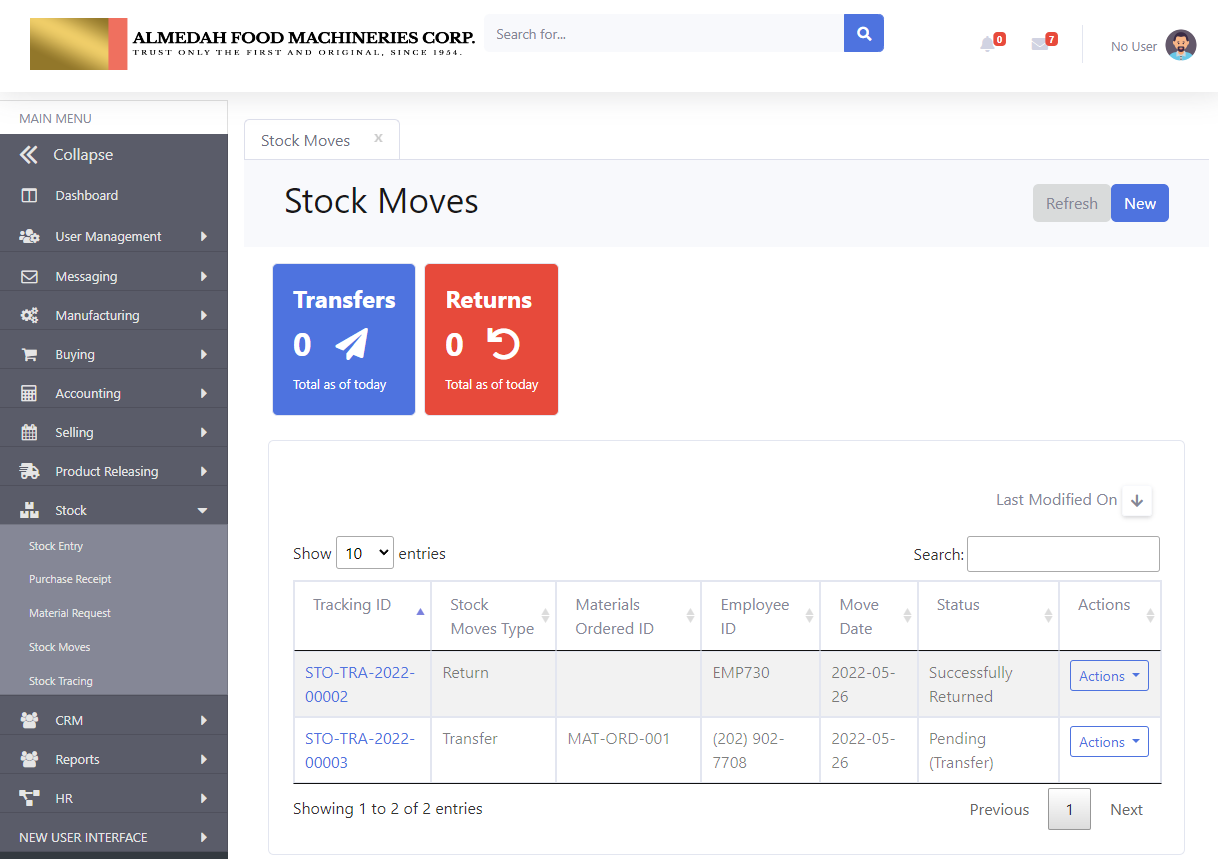 ALMEDAH FOOD MACHINERIES CORP.
TRUST ONLY THE FIRST AND ORIGINAL, SINCE 1954.
Search for...
0
7
No User
MAIN MENU
Collapse
Dashboard
User Management
Messaging
Manufacturing
Buying
Accounting
Selling
Product Releasing
Stock
Stock Entry
Purchase Receipt
Material Request
Stock Moves
Stock Tracing
CRM
Reports
HR
NEW USER INTERFACE
Stock Moves x
Stock Moves
Refresh New
Transfers
0
Total as of today
Returns
0
Total as of today
Last Modified On
Show 10 entries
Search:
Tracking ID
Stock
Moves Type
Materials
Ordered ID
Employee
ID
Move
Date
Status
Actions
STO-TRA-2022-
00002
Return
EMP730
2022-05-
26
Successfully
Returned
Actions
STO-TRA-2022-
00003
Transfer
MAT-ORD-001
(202) 902-
7708
2022-05-
26
Pending
(Transfer)
Actions
Showing 1 to 2 of 2 entries
Previous 1 Next